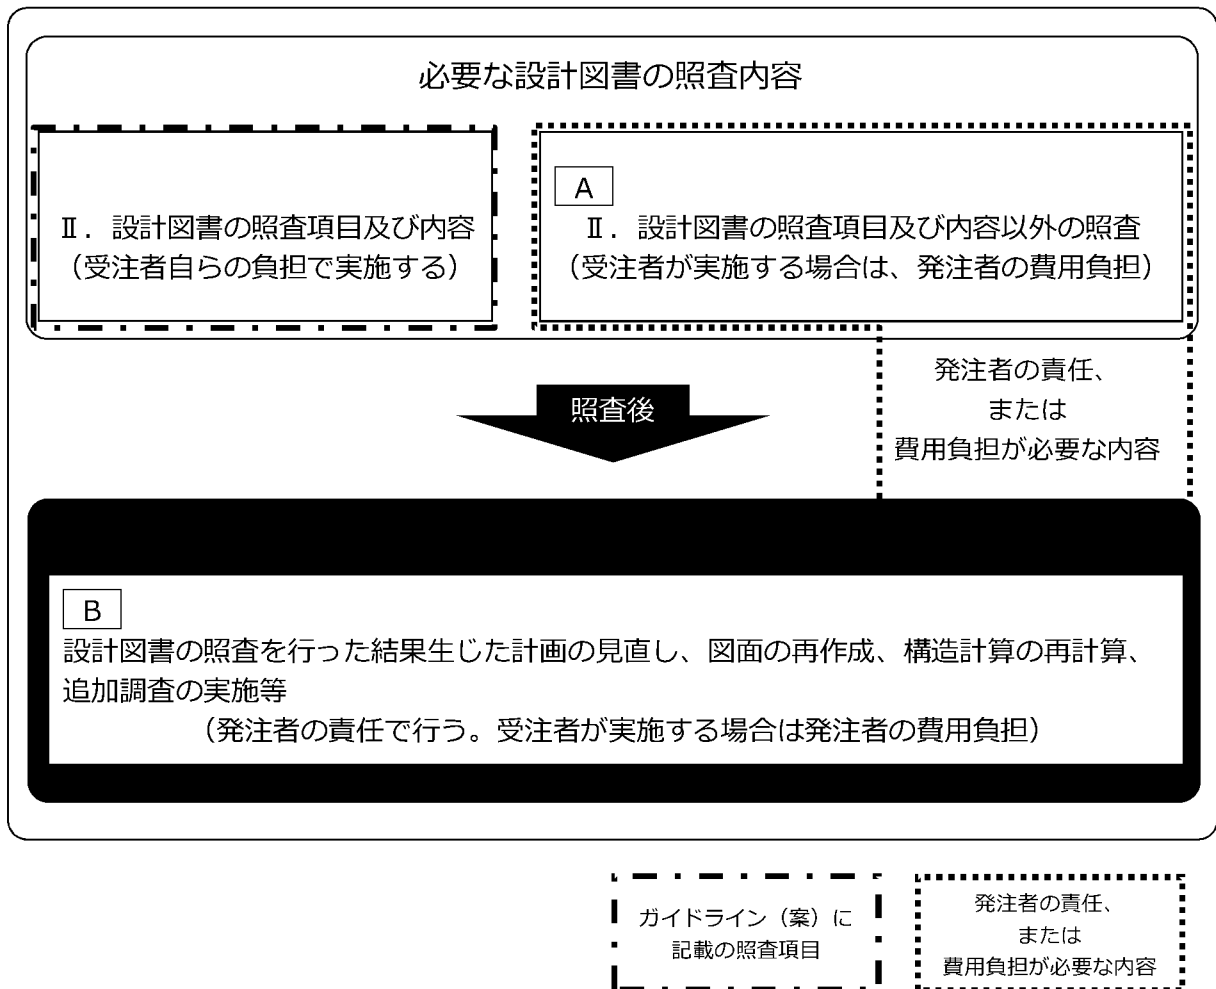 必要な設計図書の照査内容
Ⅱ．設計図書の照査項目及び内容
（受注者自らの負担で実施する）
A
Ⅱ．設計図書の照査項目及び内容以外の照査
（受注者が実施する場合は、発注者の費用負担）
発注者の責任、
または
費用負担が必要な内容
照査後
B
設計図書の照査を行った結果生じた計画の見直し、図面の再作成、構造計算の再計算、
追加調査の実施等
（発注者の責任で行う。受注者が実施する場合は発注者の費用負担）
ガイドライン（案）に
記載の照査項目
発注者の責任、
または
費用負担が必要な内容